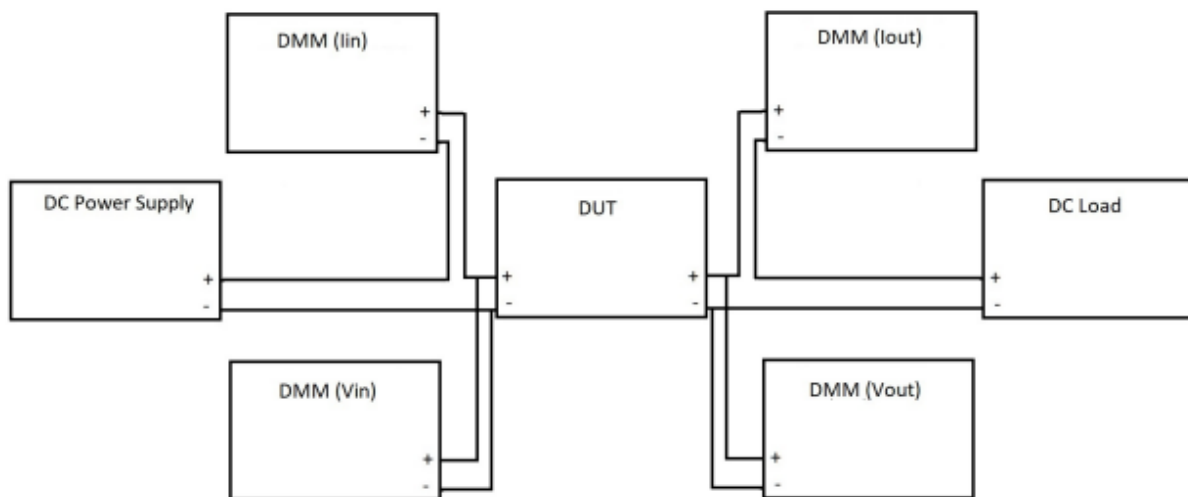 DMM (Iin)
+
-
DMM (Iout)
+
-
DC Power Supply
+
-
DUT
+
-
+
-
DC Load
+
-
DMM (Vin)
+
-
DMM (Vout)
+
-